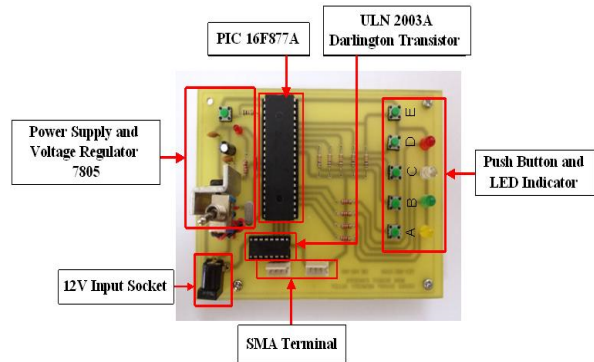 ULN 2003A
Darlington Transistor
PIC 16F877A
Power Supply and
Voltage Regulator
7805
Push Button and
LED Indicator
E
D
C
B
A
12V Input Socket
SMA Terminal